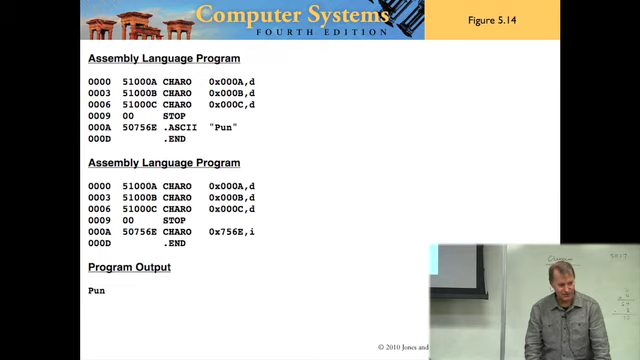 Computer Systems
FOURTH EDITION
Figure 5.14
Assembly Language Program
0000 51000A CHARO 0x000A,d
0003 51000B CHARO 0x000B,d
0006 51000C CHARO 0x000C,d
0009 00 STOP
000A 50756E .ASCII "Pun"
000D .END
Assembly Language Program
0000 51000A CHARO 0x000A,d
0003 51000B CHARO 0x000B,d
0006 51000C CHARO 0x000C,d
0009 00 STOP
000A 50756E CHARO 0x756E,i
000D .END
Program Output
Pun
© 2010 Jones and